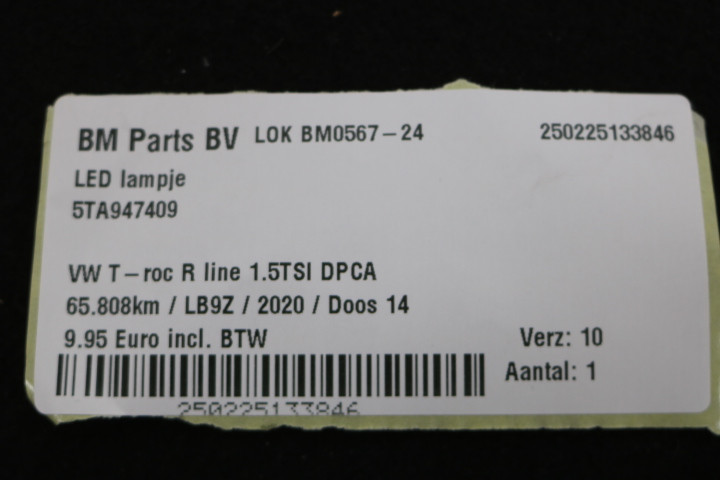 BM Parts BV LOK BM0567-24 250225133846
LED lampje
5TA947409
VW T-roc R line 1.5TSI DPCA
65.808km / LB9Z / 2020 / Doos 14
9.95 Euro incl. BTW Verz: 10
Aantal: 1
250225133846